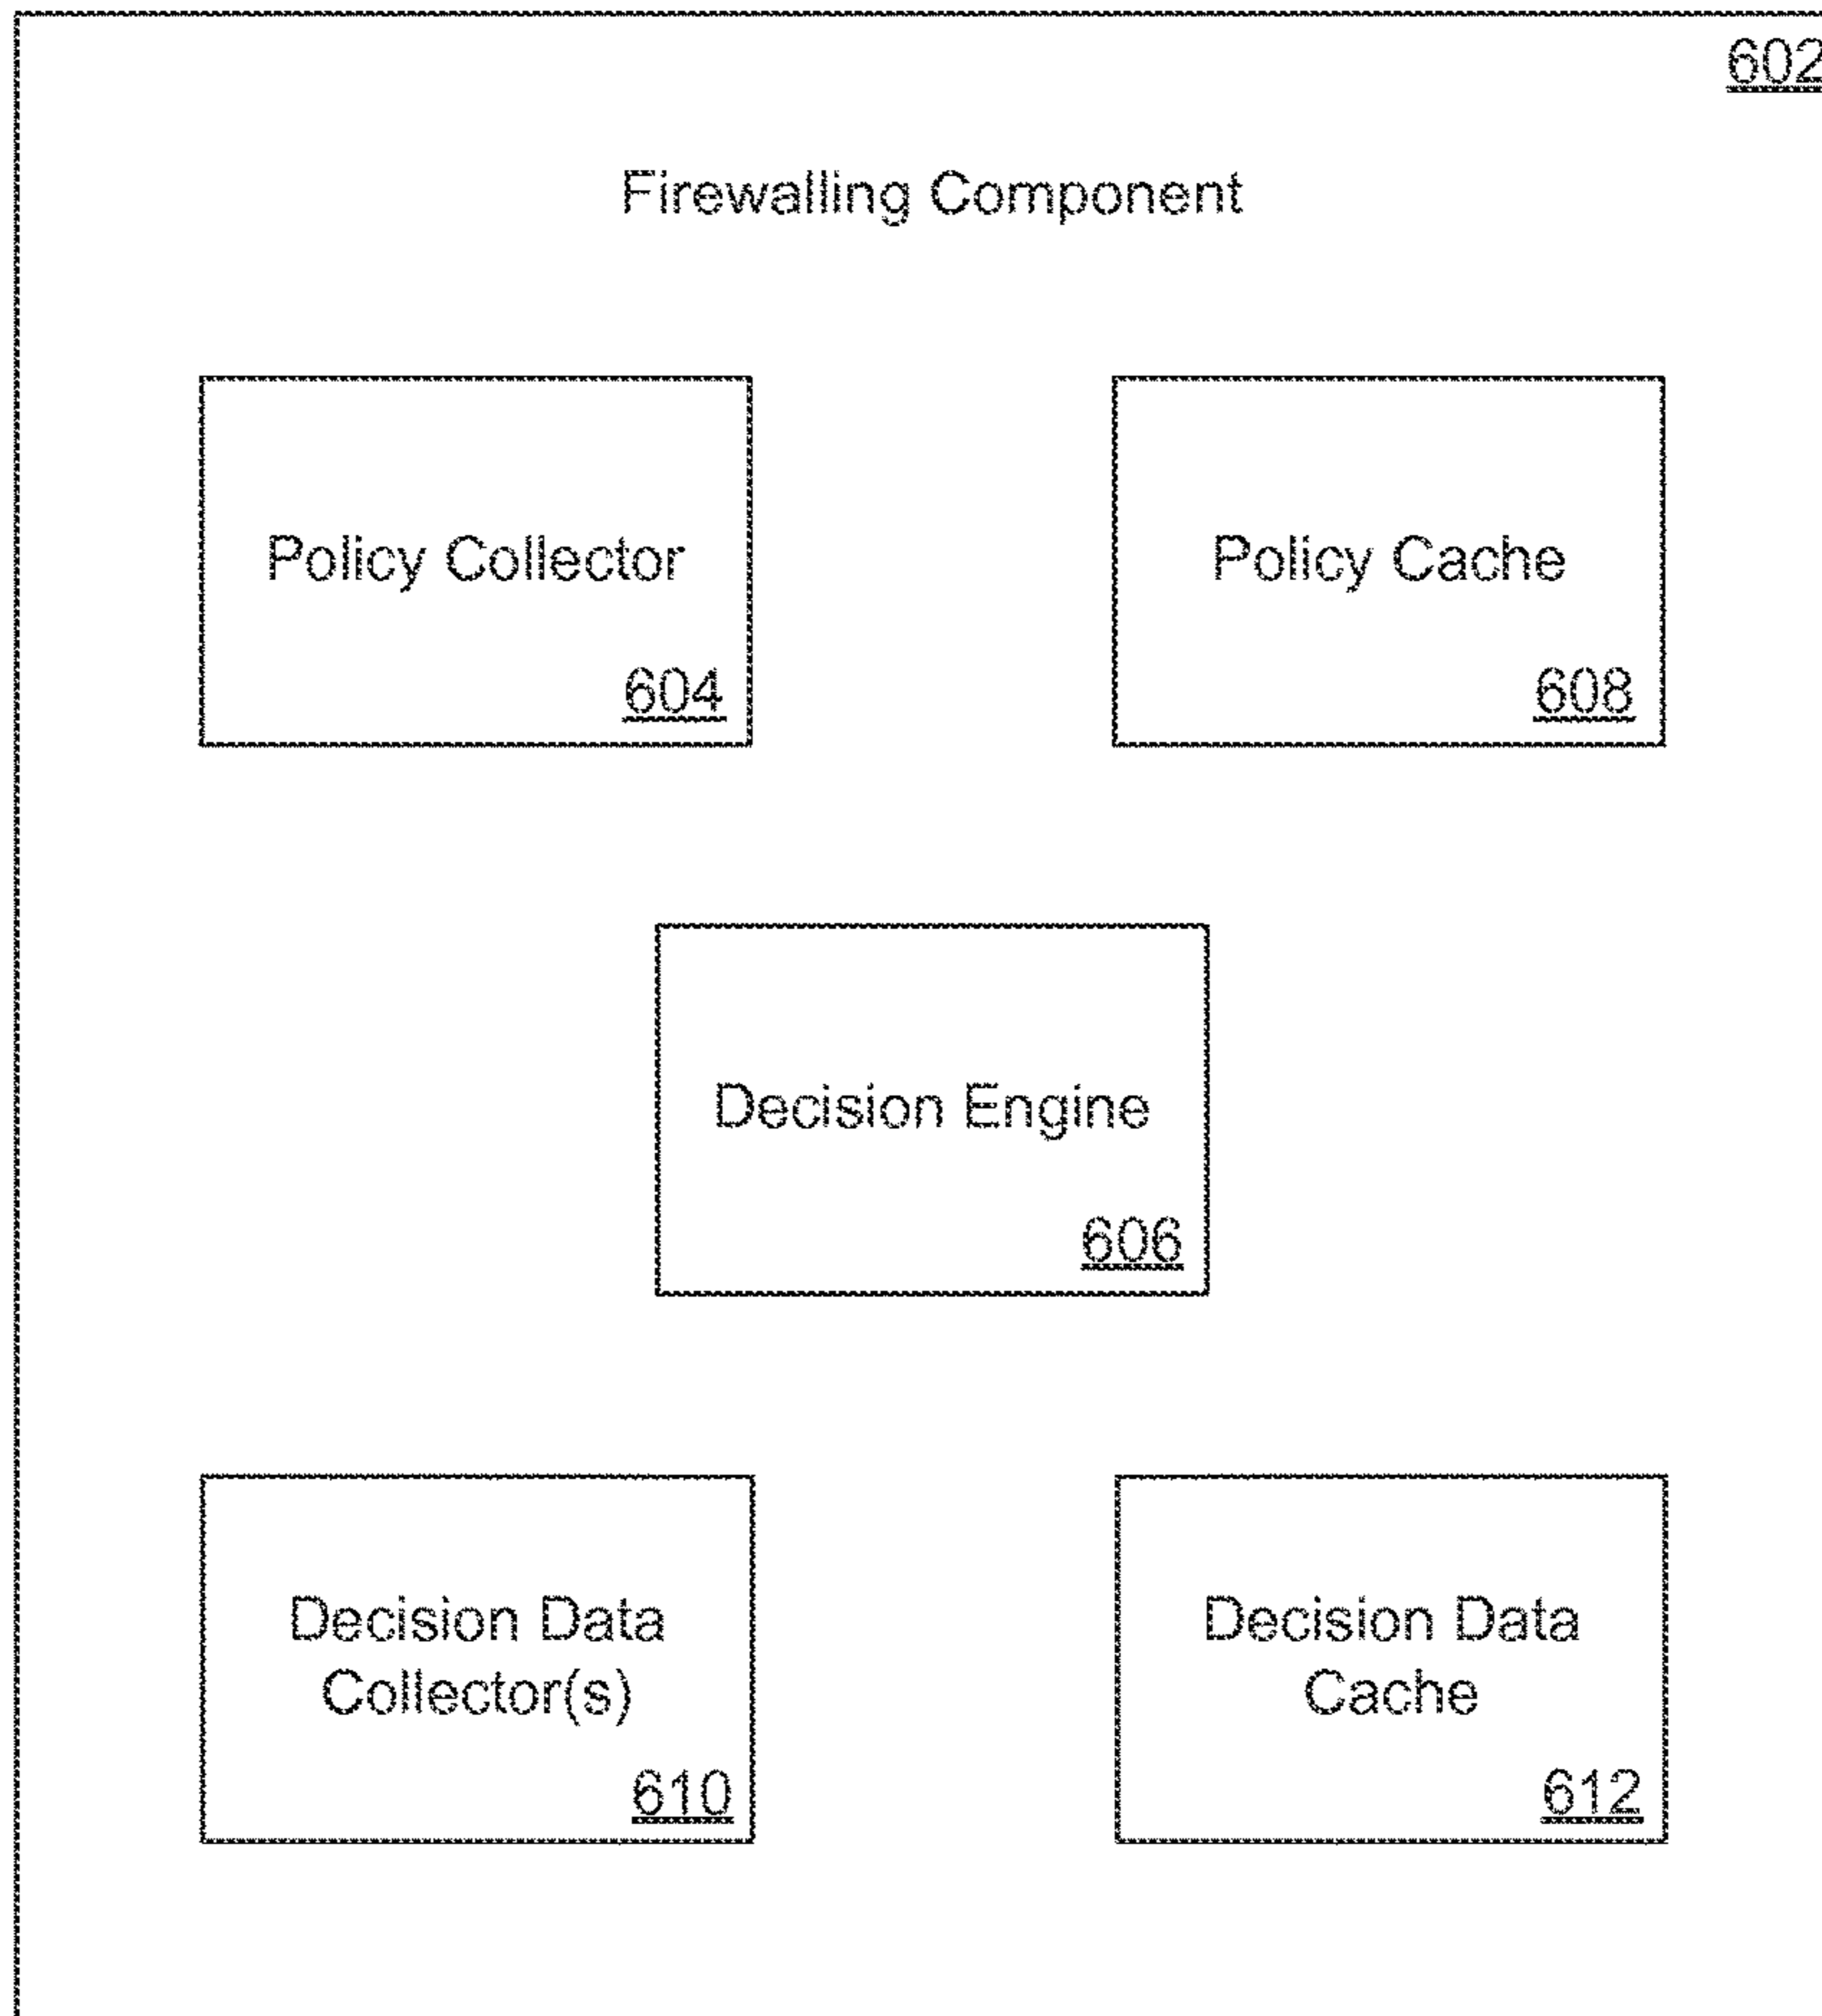 602
Firewalling Component
Policy Collector
604
Policy Cache
608
Decision Engine
606
Decision Data
Collector(s)
610
Decision Data
Cache
612